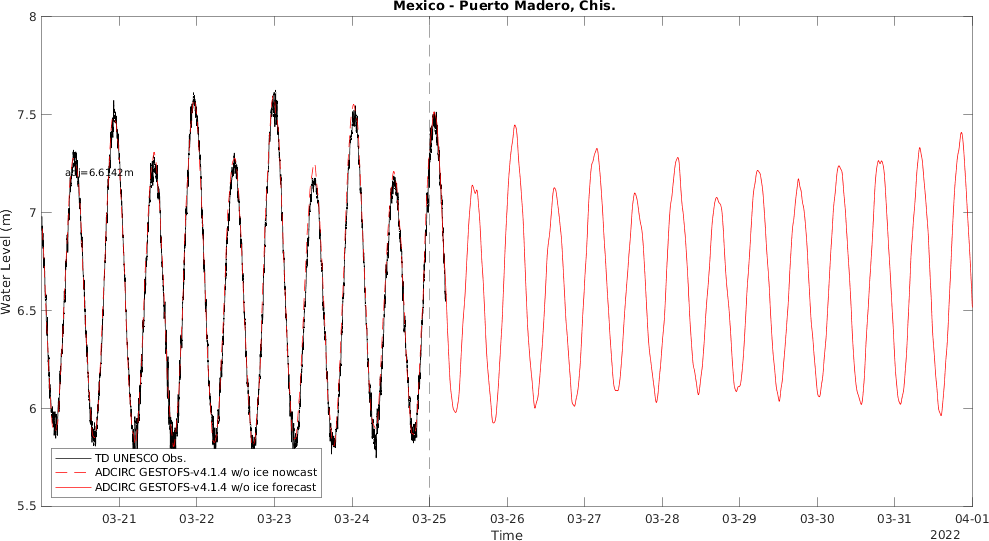 Mexico - Puerto Madero, Chis.
8
7.5
7
6.5
6
5.5
Water Level (m)
adj=6.6142m
TD UNESCO Obs.
ADCIRC GESTOFS-v4.1.4 w/o ice nowcast
ADCIRC GESTOFS-v4.1.4 w/o ice forecast
03-21 03-22 03-23 03-24 03-25 03-26 03-27 03-28 03-29 03-30 03-31 04-01
Time
2022